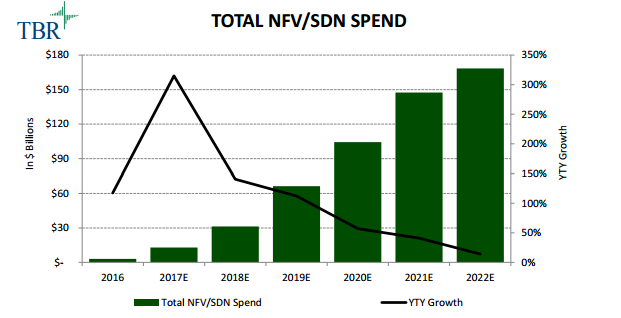 TBR
TOTAL NFV/SDN SPEND
In $ Billions
$180
$150
$120
$90
$60
$30
$-
350%
300%
250%
200%
150%
100%
50%
0%
YTY Growth
2016 2017E 2018E 2019E 2020E 2021E 2022E
Total NFV/SDN Spend YTY Growth